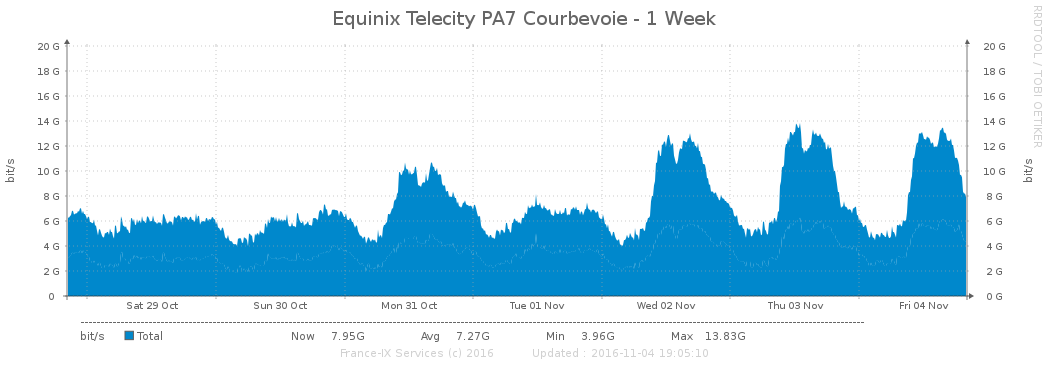 Equinix Telecity PA7 Courbevoie - 1 Week
RRDTOOL / TOBI OETIKER
bit/s
20 G 20 G
18 G 18 G
16 G 16 G
14 G 14 G
12 G 12 G
10 G 10 G
8 G 8 G
6 G 6 G
4 G 4 G
2 G 2 G
0 0 G
bit/s
Sat 29 Oct Sun 30 Oct Mon 31 Oct Tue 01 Nov Wed 02 Nov Thu 03 Nov Fri 04 Nov
bit/s Total Now 7.95G Avg 7.27G Min 3.96G Max 13.83G
France-IX Services (c) 2016 Updated : 2016-11-04 19:05:10